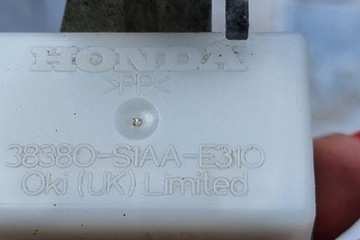 HONDA
>PP<
38380-S1AA-E310
Oki (UK) Limited